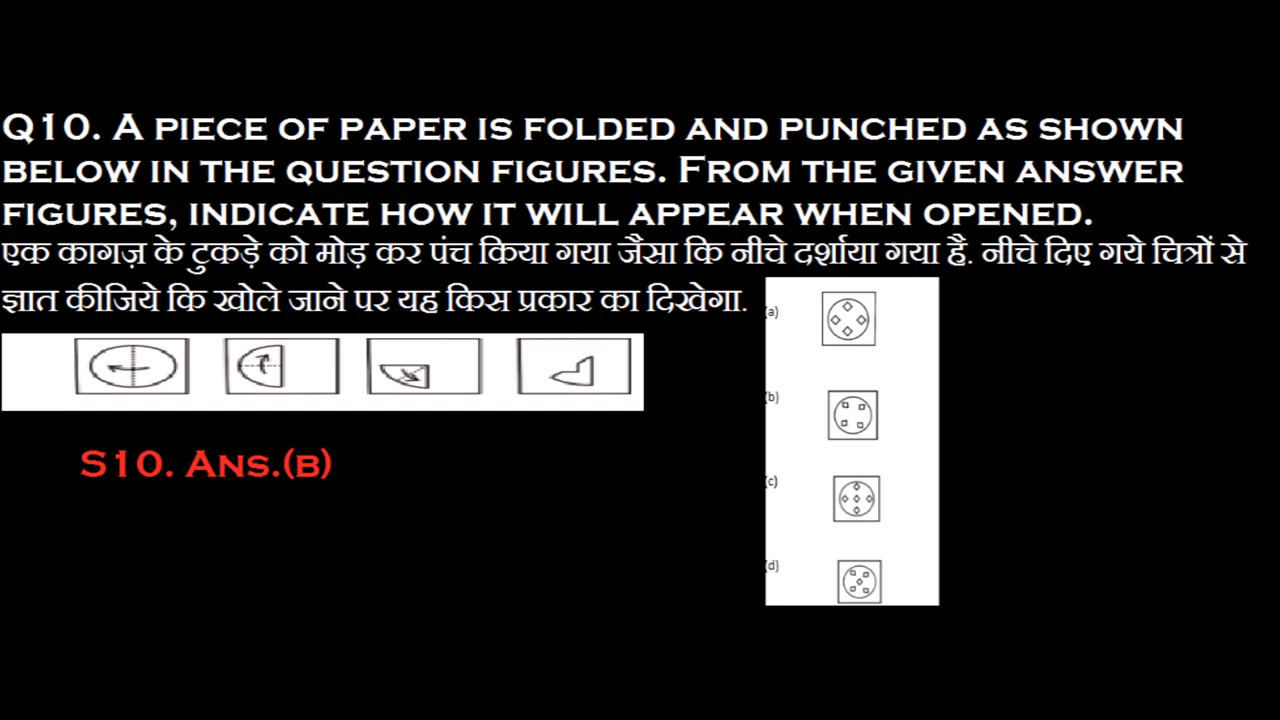 Q10. A PIECE OF PAPER IS FOLDED AND PUNCHED AS SHOWN
BELOW IN THE QUESTION FIGURES. FROM THE GIVEN ANSWER
FIGURES, INDICATE HOW IT WILL APPEAR WHEN OPENED.
एक कागज़ के टुकड़े को मोड़ कर पंच किया गया जैसा कि नीचे दर्शाया गया है. नीचे दिए गये चित्रों से
ज्ञात कीजिये कि खोले जाने पर यह किस प्रकार का दिखेगा.
(a)
(b)
(c)
(d)
S10. ANS.(B)